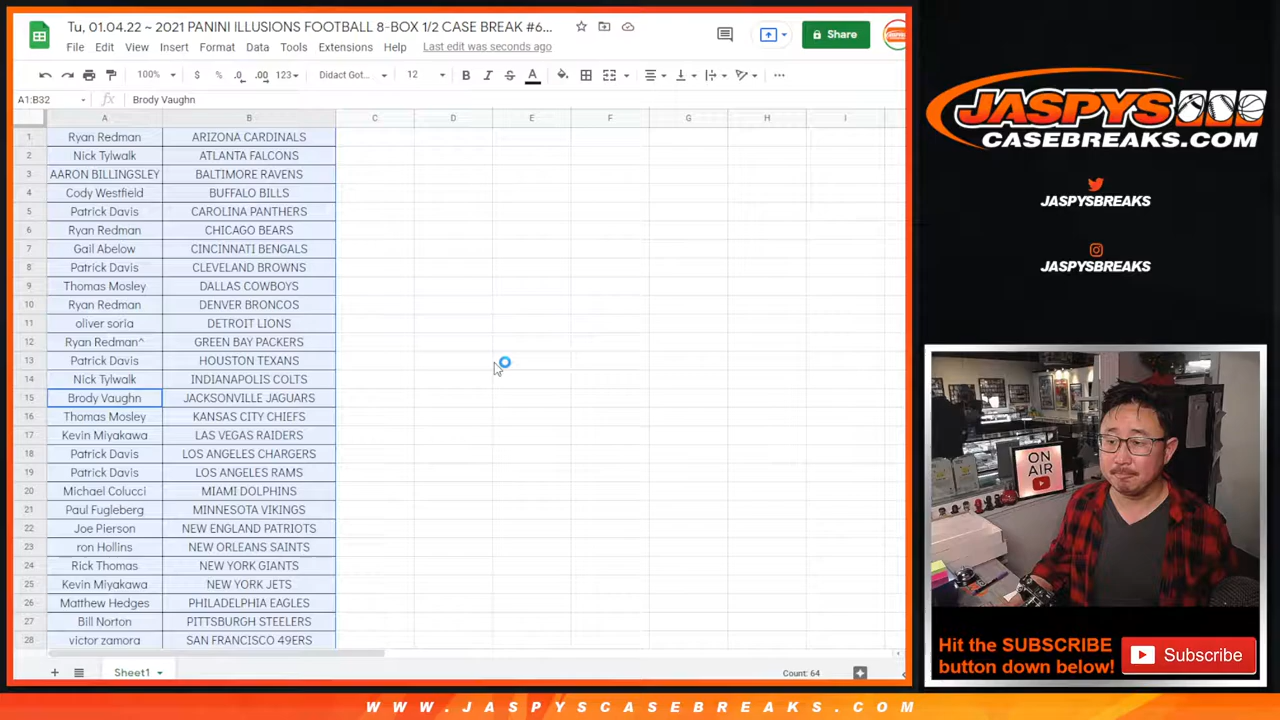 Tu, 01.04.22 ~ 2021 PANINI ILLUSIONS FOOTBALL 8-BOX 1/2 CASE BREAK #6...
File Edit View Insert Format Data Tools Extensions Help Last edit was seconds ago
Share
100% $ % .0 .00 123 Didact Got... 12 B I S A
A1:B32 fx Brody Vaughn
A B C D E F G H I
1 Ryan Redman ARIZONA CARDINALS
2 Nick Tylwalk ATLANTA FALCONS
3 AARON BILLINGSLEY BALTIMORE RAVENS
4 Cody Westfield BUFFALO BILLS
5 Patrick Davis CAROLINA PANTHERS
6 Ryan Redman CHICAGO BEARS
7 Gail Abelow CINCINNATI BENGALS
8 Patrick Davis CLEVELAND BROWNS
9 Thomas Mosley DALLAS COWBOYS
10 Ryan Redman DENVER BRONCOS
11 oliver soria DETROIT LIONS
12 Ryan Redman^ GREEN BAY PACKERS
13 Patrick Davis HOUSTON TEXANS
14 Nick Tylwalk INDIANAPOLIS COLTS
15 Brody Vaughn JACKSONVILLE JAGUARS
16 Thomas Mosley KANSAS CITY CHIEFS
17 Kevin Miyakawa LAS VEGAS RAIDERS
18 Patrick Davis LOS ANGELES CHARGERS
19 Patrick Davis LOS ANGELES RAMS
20 Michael Colucci MIAMI DOLPHINS
21 Paul Fugleberg MINNESOTA VIKINGS
22 Joe Pierson NEW ENGLAND PATRIOTS
23 ron Hollins NEW ORLEANS SAINTS
24 Rick Thomas NEW YORK GIANTS
25 Kevin Miyakawa NEW YORK JETS
26 Matthew Hedges PHILADELPHIA EAGLES
27 Bill Norton PITTSBURGH STEELERS
28 victor zamora SAN FRANCISCO 49ERS
Sheet1 Count: 64
JASPYS
CASEBREAKS.COM
JASPYSBREAKS
JASPYSBREAKS
ON
AIR
Hit the SUBSCRIBE
button down below!
Subscribe
WWW.JASPYSCASEBREAKS.COM